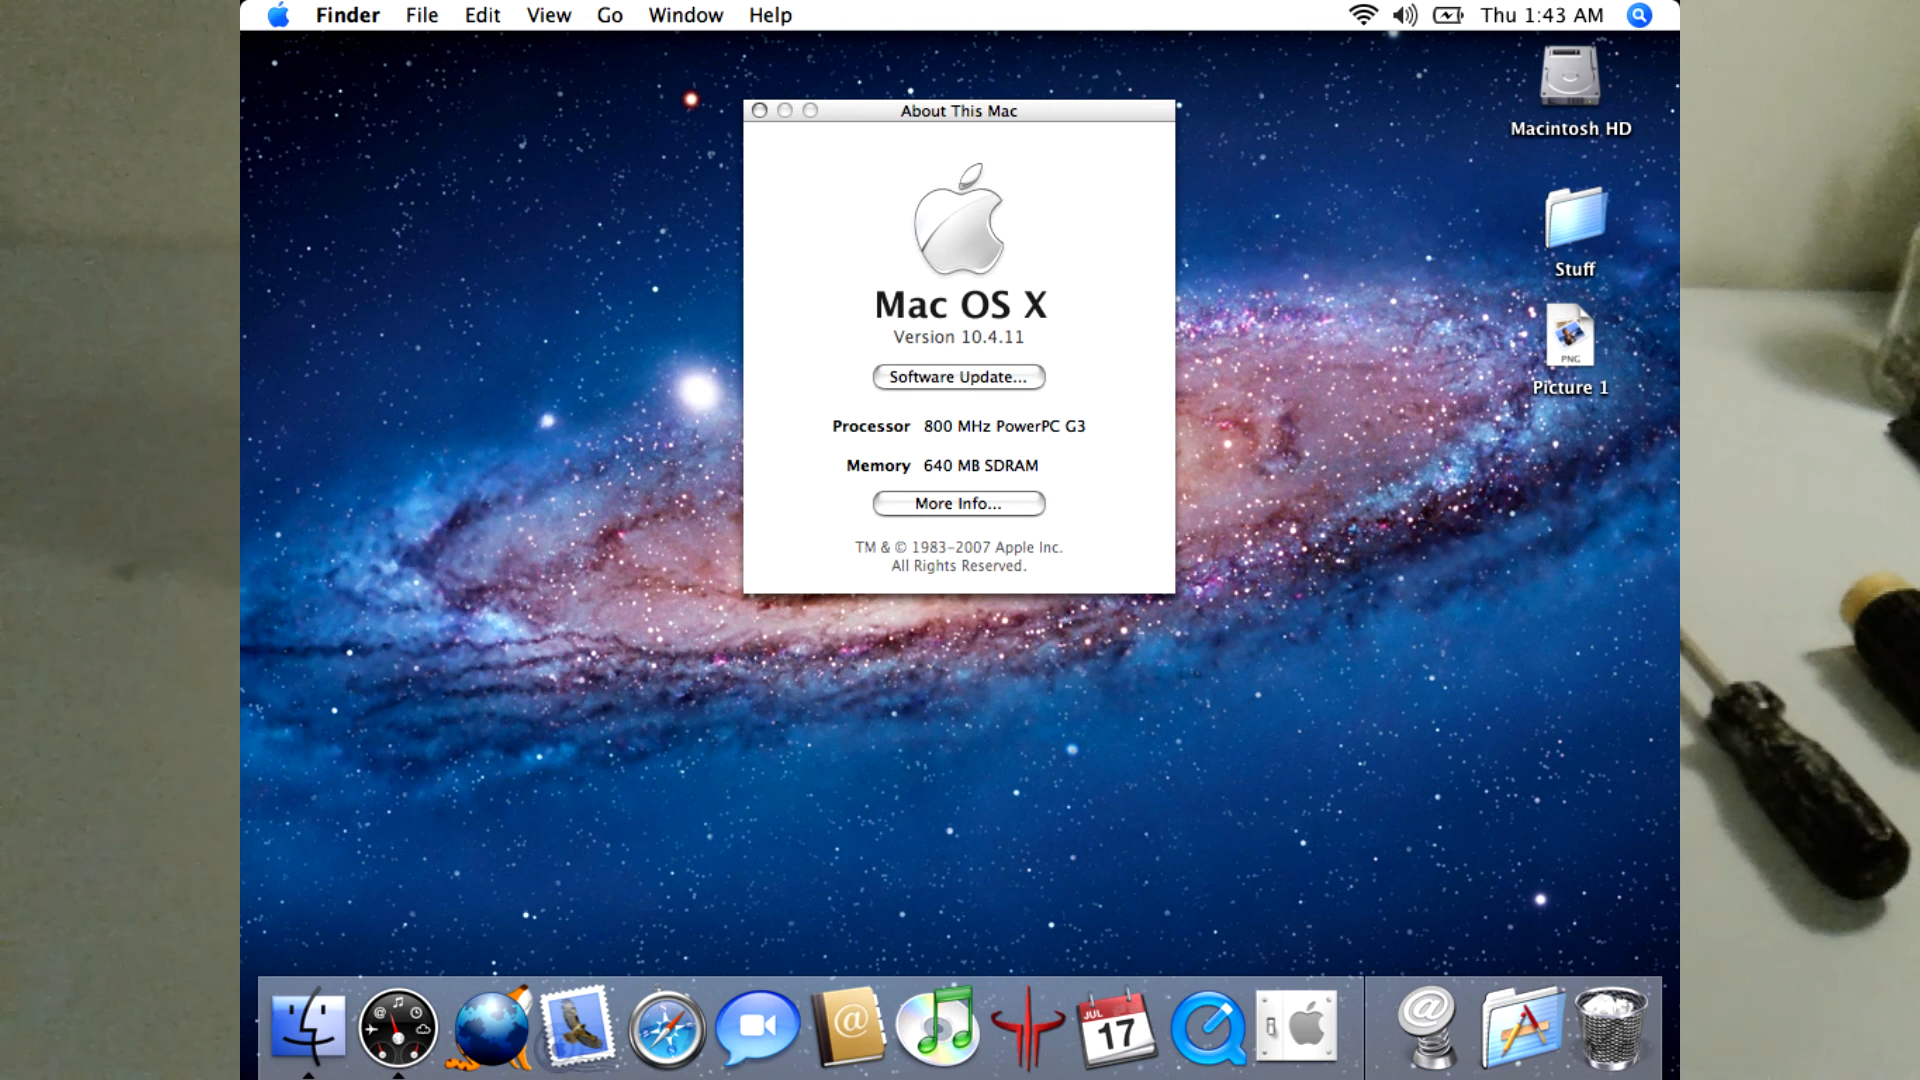 Finder File Edit View Go Window Help Thu 1:43 AM
About This Mac
Macintosh HD
Mac OS X
Version 10.4.11
Software Update...
Stuff
PNG
Picture 1
Processor 800 MHz PowerPC G3
Memory 640 MB SDRAM
More Info...
TM & © 1983-2007 Apple Inc.
All Rights Reserved.
@
@
JUL
17
@